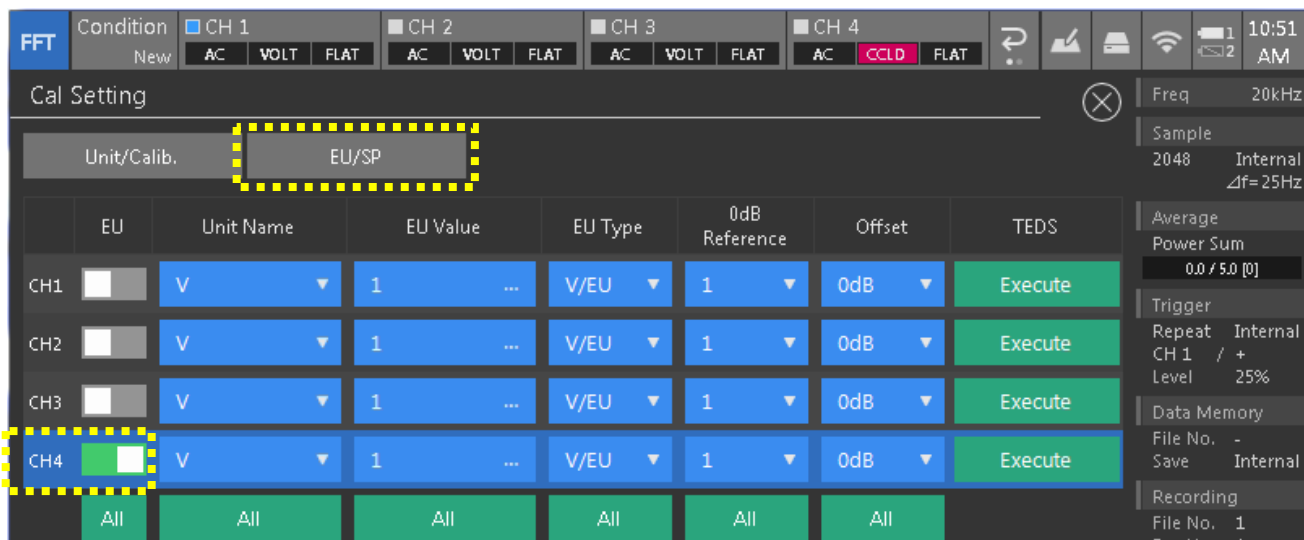 FFT
Condition
New
CH 1
AC VOLT FLAT
CH 2
AC VOLT FLAT
CH 3
AC VOLT FLAT
CH 4
AC CCLD FLAT
1
2
10:51
AM
Cal Setting
Unit/Calib. EU/SP
EU Unit Name EU Value EU Type 0dB Reference Offset TEDS
CH1 V 1 ... V/EU 1 0dB Execute
CH2 V 1 ... V/EU 1 0dB Execute
CH3 V 1 ... V/EU 1 0dB Execute
CH4 V 1 ... V/EU 1 0dB Execute
All All All All All All
Freq 20kHz
Sample
2048 Internal
⊿f=25Hz
Average
Power Sum
0.0 / 5.0 [0]
Trigger
Repeat Internal
CH 1 / +
Level 25%
Data Memory
File No. -
Save Internal
Recording
File No. 1